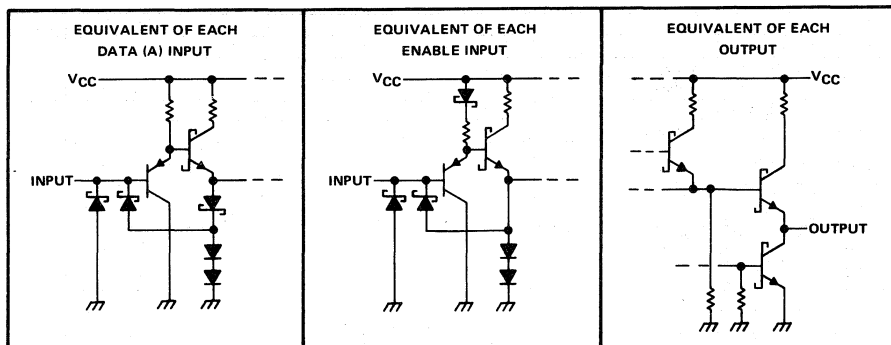 EQUIVALENT OF EACH
DATA (A) INPUT
VCC
INPUT
EQUIVALENT OF EACH
ENABLE INPUT
VCC
INPUT
EQUIVALENT OF EACH
OUTPUT
VCC
OUTPUT